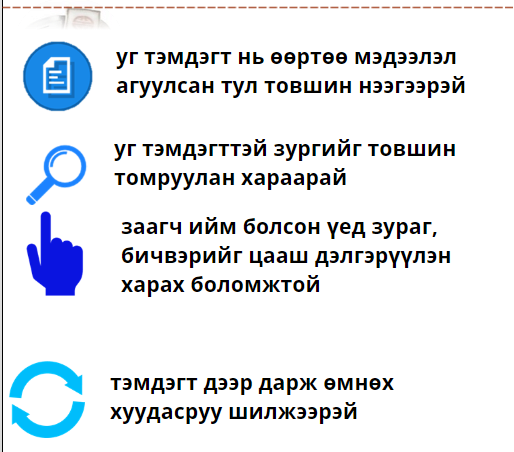 уг тэмдэгт нь өөртөө мэдээлэл
агуулсан тул товшин нээгээрэй
уг тэмдэгттэй зургийг товшин
томруулан хараарай
заагч ийм болсон үед зураг,
бичвэрийг цааш дэлгэрүүлэн
харах боломжтой
тэмдэгт дээр дарж өмнөх
хуудасруу шилжээрэй